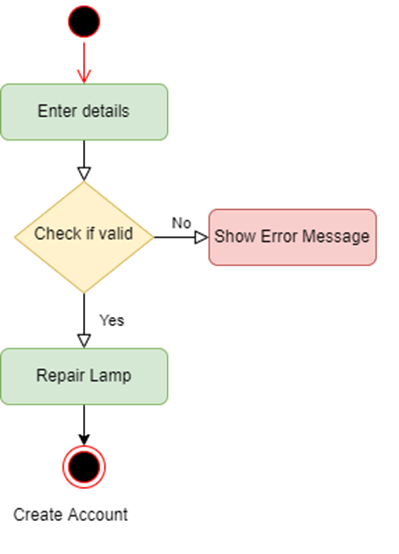 Enter details
Check if valid
No
Show Error Message
Yes
Repair Lamp
Create Account